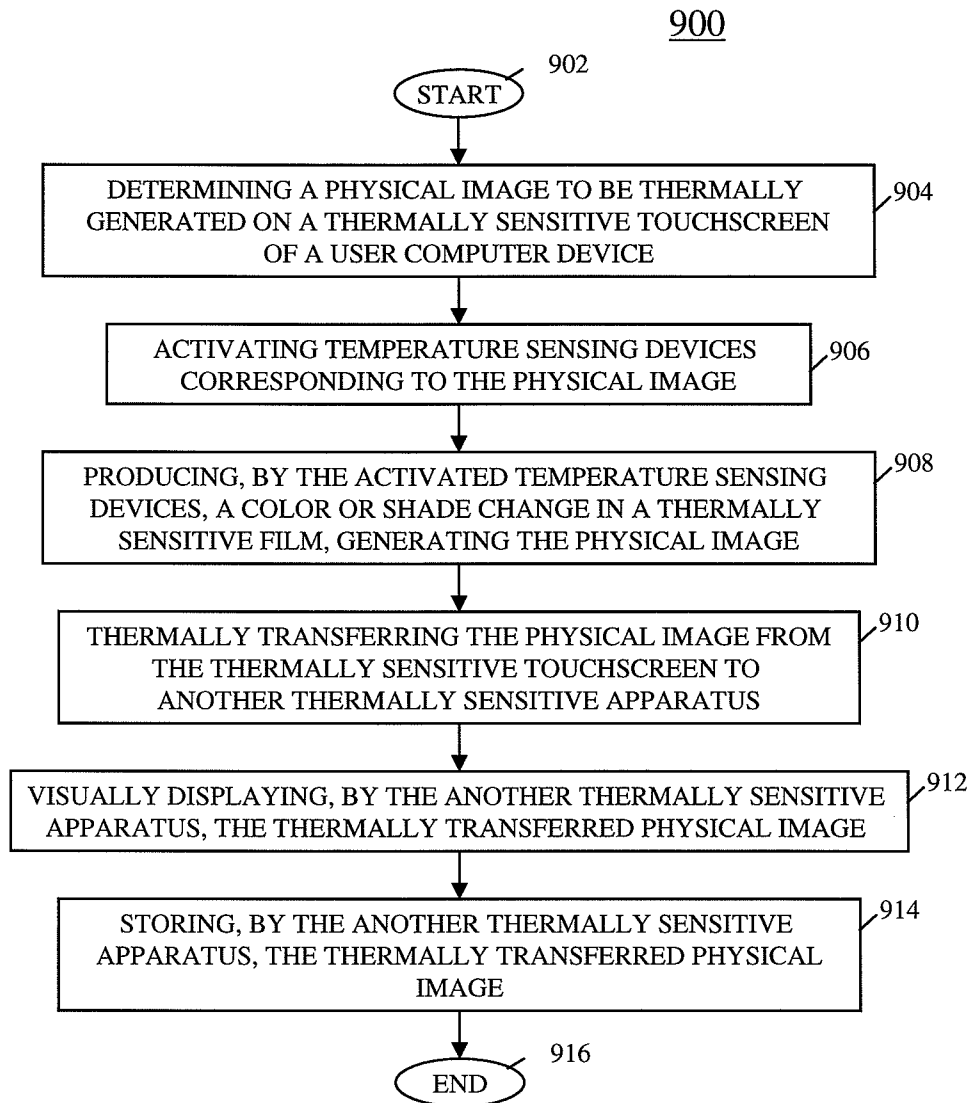 900
902
START
DETERMINING A PHYSICAL IMAGE TO BE THERMALLY
GENERATED ON A THERMALLY SENSITIVE TOUCHSCREEN
OF A USER COMPUTER DEVICE
904
ACTIVATING TEMPERATURE SENSING DEVICES
CORRESPONDING TO THE PHYSICAL IMAGE
906
PRODUCING, BY THE ACTIVATED TEMPERATURE SENSING
DEVICES, A COLOR OR SHADE CHANGE IN A THERMALLY
SENSITIVE FILM, GENERATING THE PHYSICAL IMAGE
908
THERMALLY TRANSFERRING THE PHYSICAL IMAGE FROM
THE THERMALLY SENSITIVE TOUCHSCREEN TO
ANOTHER THERMALLY SENSITIVE APPARATUS
910
VISUALLY DISPLAYING, BY THE ANOTHER THERMALLY SENSITIVE
APPARATUS, THE THERMALLY TRANSFERRED PHYSICAL IMAGE
912
STORING, BY THE ANOTHER THERMALLY SENSITIVE
APPARATUS, THE THERMALLY TRANSFERRED PHYSICAL
IMAGE
914
916
END